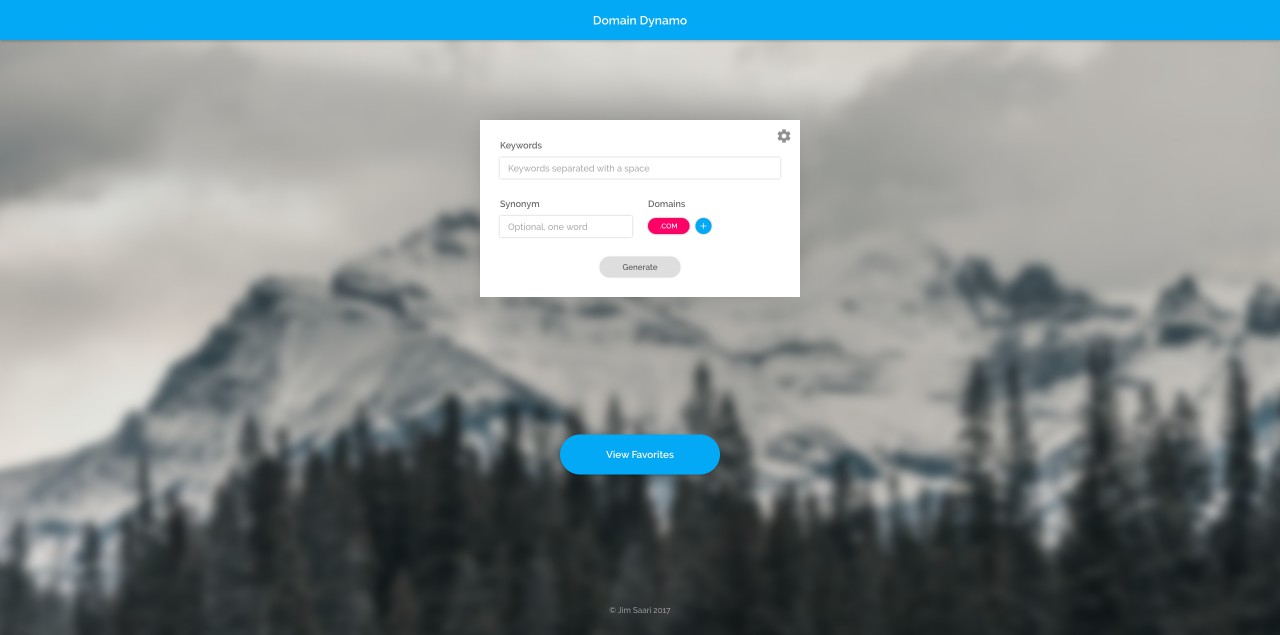 Domain Dynamo
Keywords
Keywords separated with a space
Synonym
Domains
Optional, one word
.COM
+
Generate
View Favorites
© Jim Saari 2017